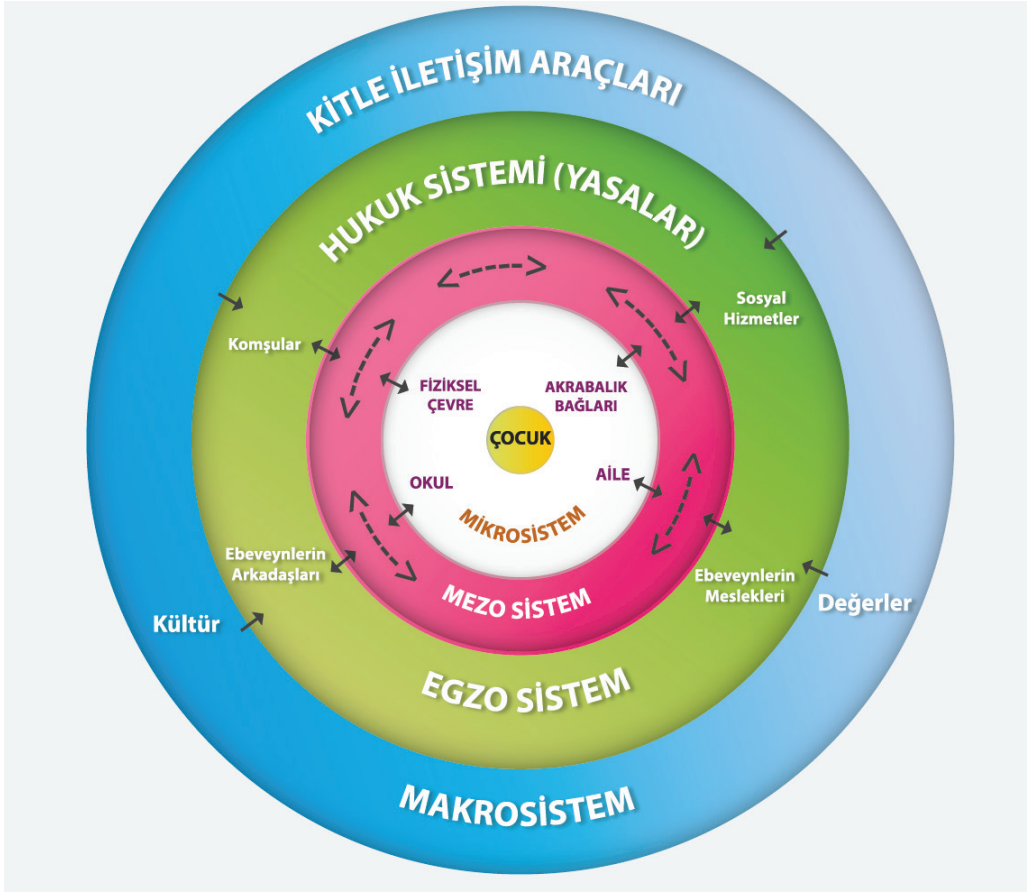 KİTLE İLETİŞİM ARAÇLARI
HUKUK SİSTEMİ (YASALAR)
Sosyal
Hizmetler
Komşular
FİZİKSEL
ÇEVRE
AKRABALIK
BAĞLARI
ÇOCUK
OKUL
AİLE
MİKROSİSTEM
Ebeveynlerin
Arkadaşları
Ebeveynlerin
Meslekleri
MEZO SİSTEM
Kültür
Değerler
EGZO SİSTEM
MAKROSİSTEM